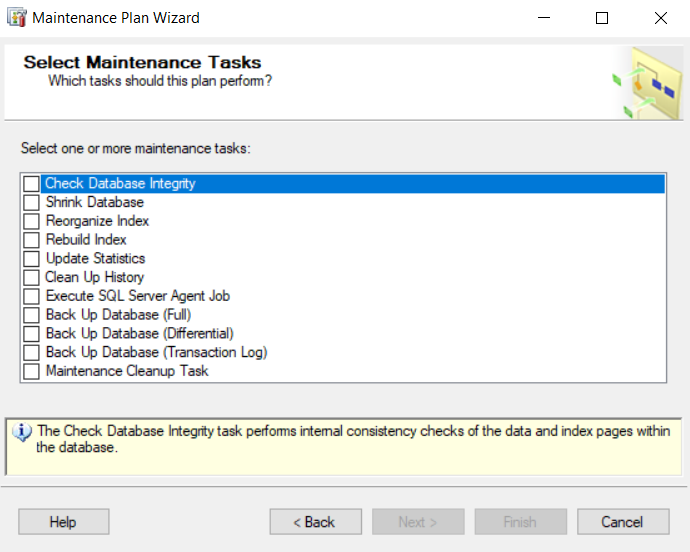 Maintenance Plan Wizard
Select Maintenance Tasks
Which tasks should this plan perform?
Select one or more maintenance tasks:
Check Database Integrity
Shrink Database
Reorganize Index
Rebuild Index
Update Statistics
Clean Up History
Execute SQL Server Agent Job
Back Up Database (Full)
Back Up Database (Differential)
Back Up Database (Transaction Log)
Maintenance Cleanup Task
The Check Database Integrity task performs internal consistency checks of the data and index pages within
the database.
Help < Back Next > Finish Cancel